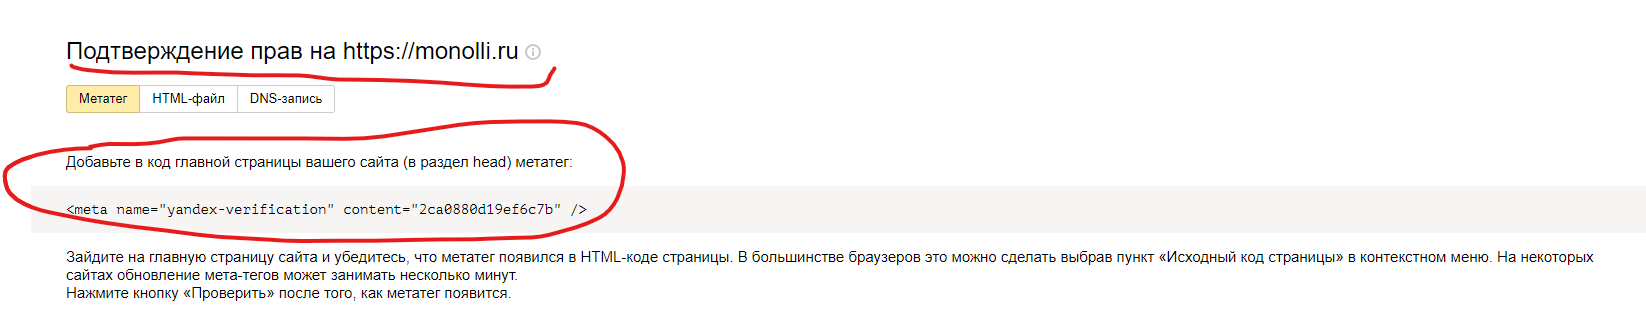 Подтверждение прав на https://monolli.ru
Метатег HTML-файл DNS-запись
Добавьте в код главной страницы вашего сайта (в раздел head) метатег:
<meta name="yandex-verification" content="2ca0880d19ef6c7b" />
Зайдите на главную страницу сайта и убедитесь, что метатег появился в HTML-коде страницы. В большинстве браузеров это можно сделать выбрав пункт «Исходный код страницы» в контекстном меню. На некоторых
сайтах обновление мета-тегов может занимать несколько минут.
Нажмите кнопку «Проверить» после того, как метатег появится.